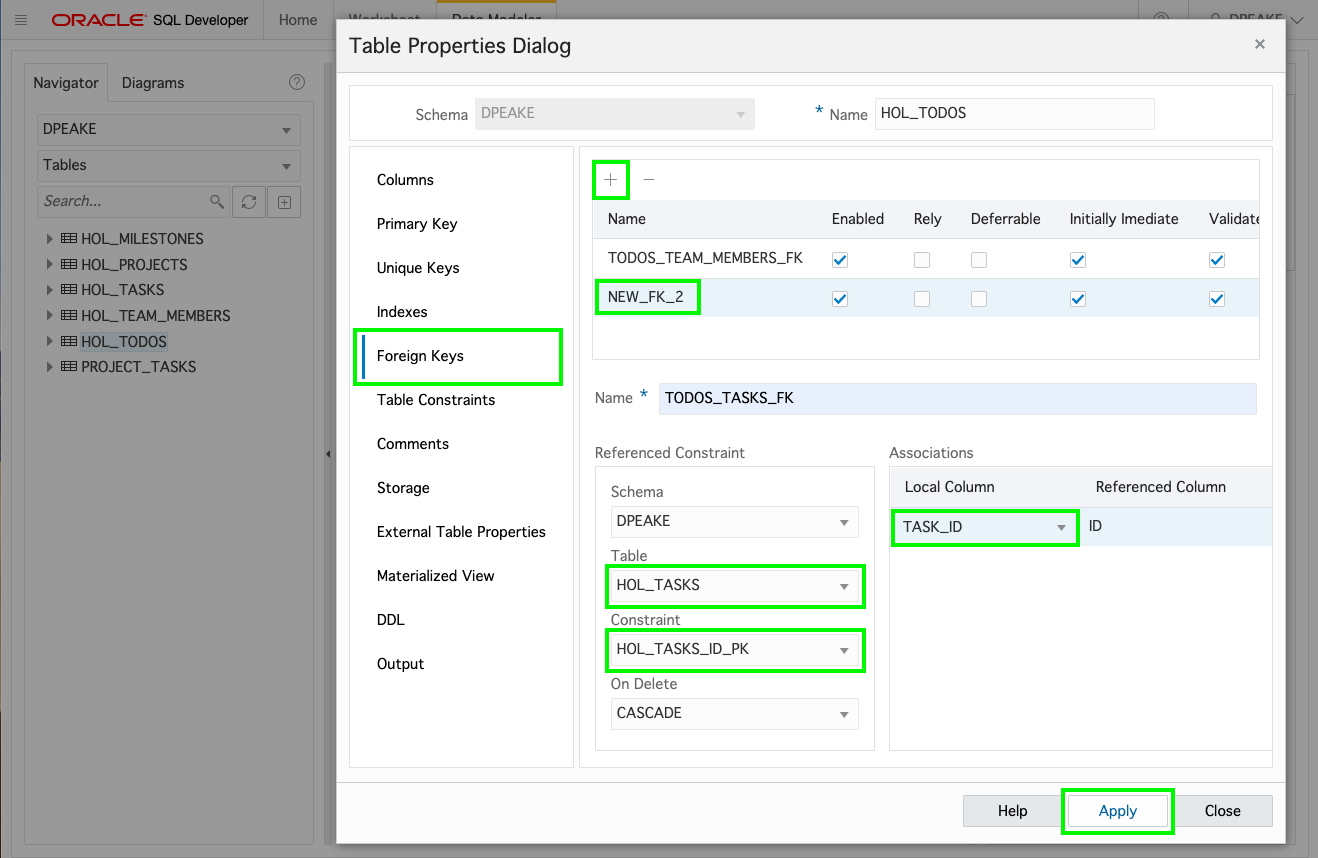 ORACLE SQL Developer
Home
Worksheet
Data Modeler
DPEAKE
Table Properties Dialog
Navigator
Diagrams
DPEAKE
Tables
Search...
HOL_MILESTONES
HOL_PROJECTS
HOL_TASKS
HOL_TEAM_MEMBERS
HOL_TODOS
PROJECT_TASKS
Schema DPEAKE
* Name HOL_TODOS
Columns
Primary Key
Unique Keys
Indexes
Foreign Keys
Table Constraints
Comments
Storage
External Table Properties
Materialized View
DDL
Output
Name Enabled Rely Deferrable Initially Imediate Validate
TODOS_TEAM_MEMBERS_FK
NEW_FK_2
Name * TODOS_TASKS_FK
Referenced Constraint
Schema
DPEAKE
Table
HOL_TASKS
Constraint
HOL_TASKS_ID_PK
On Delete
CASCADE
Associations
Local Column Referenced Column
TASK_ID ID
Help Apply Close